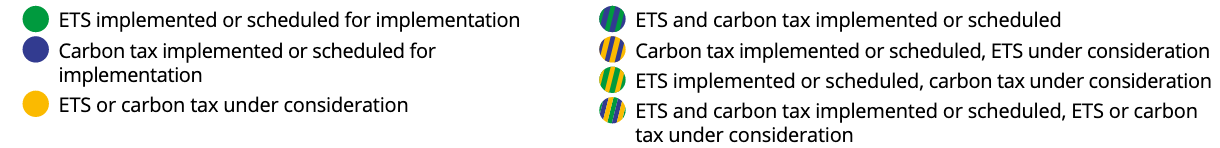 ETS implemented or scheduled for implementation
Carbon tax implemented or scheduled for
implementation
ETS or carbon tax under consideration
ETS and carbon tax implemented or scheduled
Carbon tax implemented or scheduled, ETS under consideration
ETS implemented or scheduled, carbon tax under consideration
ETS and carbon tax implemented or scheduled, ETS or carbon
tax under consideration